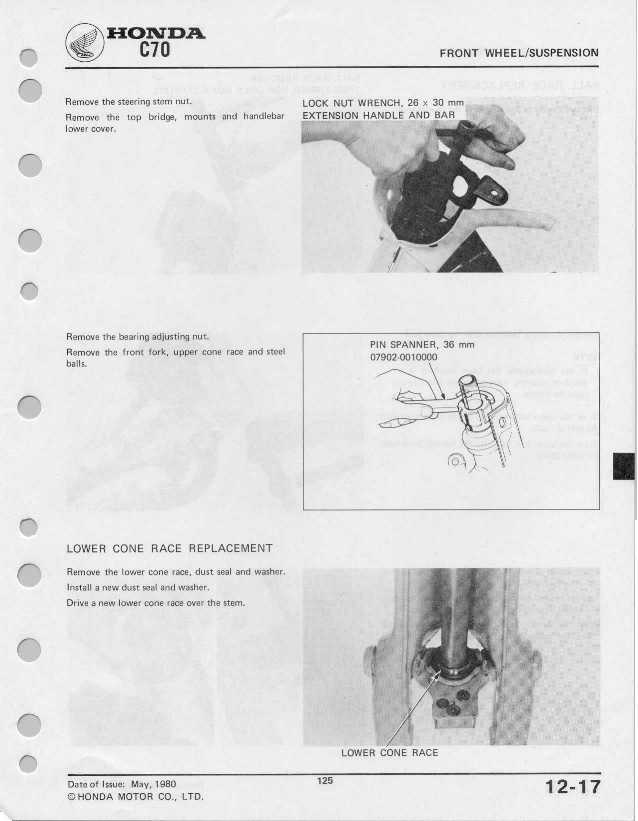 HONDA
C70
FRONT WHEEL/SUSPENSION
Remove the steering stem nut.
Remove the top bridge, mounts and handlebar
lower cover.
LOCK NUT WRENCH, 26 x 30 mm
EXTENSION HANDLE AND BAR
Remove the bearing adjusting nut.
Remove the front fork, upper cone race and steel
balls.
PIN SPANNER, 36 mm
07902-0010000
LOWER CONE RACE REPLACEMENT
Remove the lower cone race, dust seal and washer.
Install a new dust seal and washer.
Drive a new lower cone race over the stem.
LOWER CONE RACE
Date of Issue: May, 1980
© HONDA MOTOR CO., LTD.
125
12-17